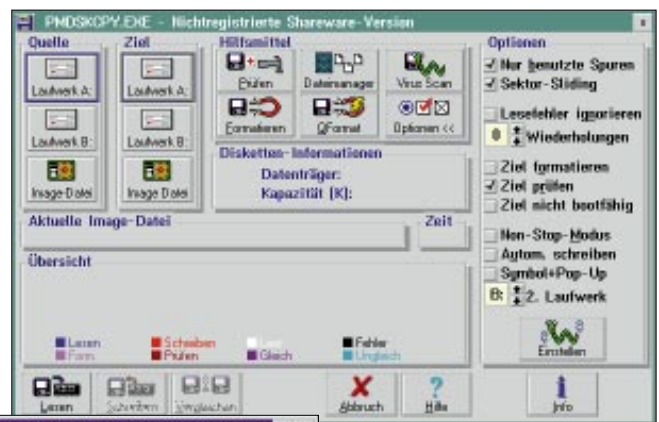 PMDSKCPY.EXE - Nichtregistrierte Shareware-Version
Quelle
Laufwerk A:
Laufwerk B:
Image-Datei
Ziel
Laufwerk A:
Laufwerk B:
Image-Datei
Hilfsmittel
Prüfen
Dateimanager
Virus Scan
Formatieren
QFormat
Optionen <<
Disketten-Informationen
Datenträger:
Kapazität (K):
Aktuelle Image-Datei
Zeit
Übersicht
Lesen
Schreiben
Fehler
Form
Prüfen
Gleich
Ungleich
Lesen
Schreiben
Vergleichen
Abbruch
Hilfe
Optionen
Nur benutzte Spuren
Sektor-Sliding
Lesefehler ignorieren
Wiederholungen
Ziel formatieren
Ziel prüfen
Ziel nicht bootfähig
Non-Stop-Modus
Autom. schreiben
Symbol+Pop-Up
B: 2. Laufwerk
Einstellen
Info